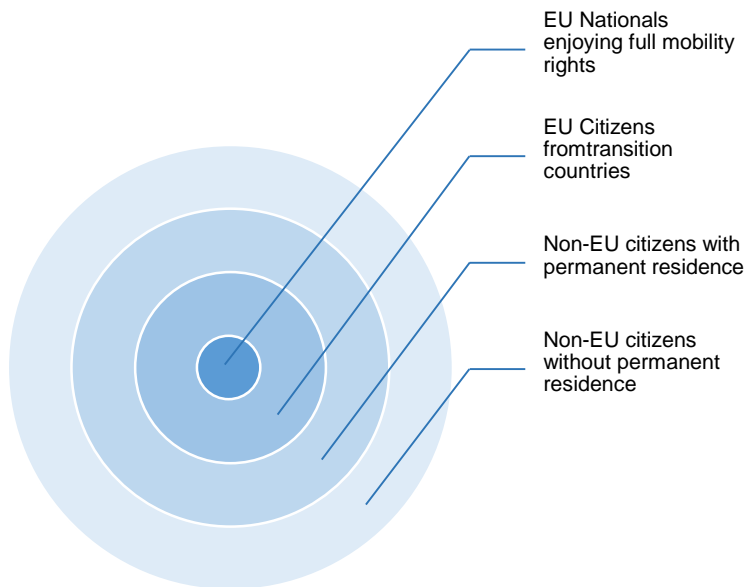 EU Nationals
enjoying full mobility
rights
EU Citizens
fromtransition
countries
Non-EU citizens with
permanent residence
Non-EU citizens
without permanent
residence